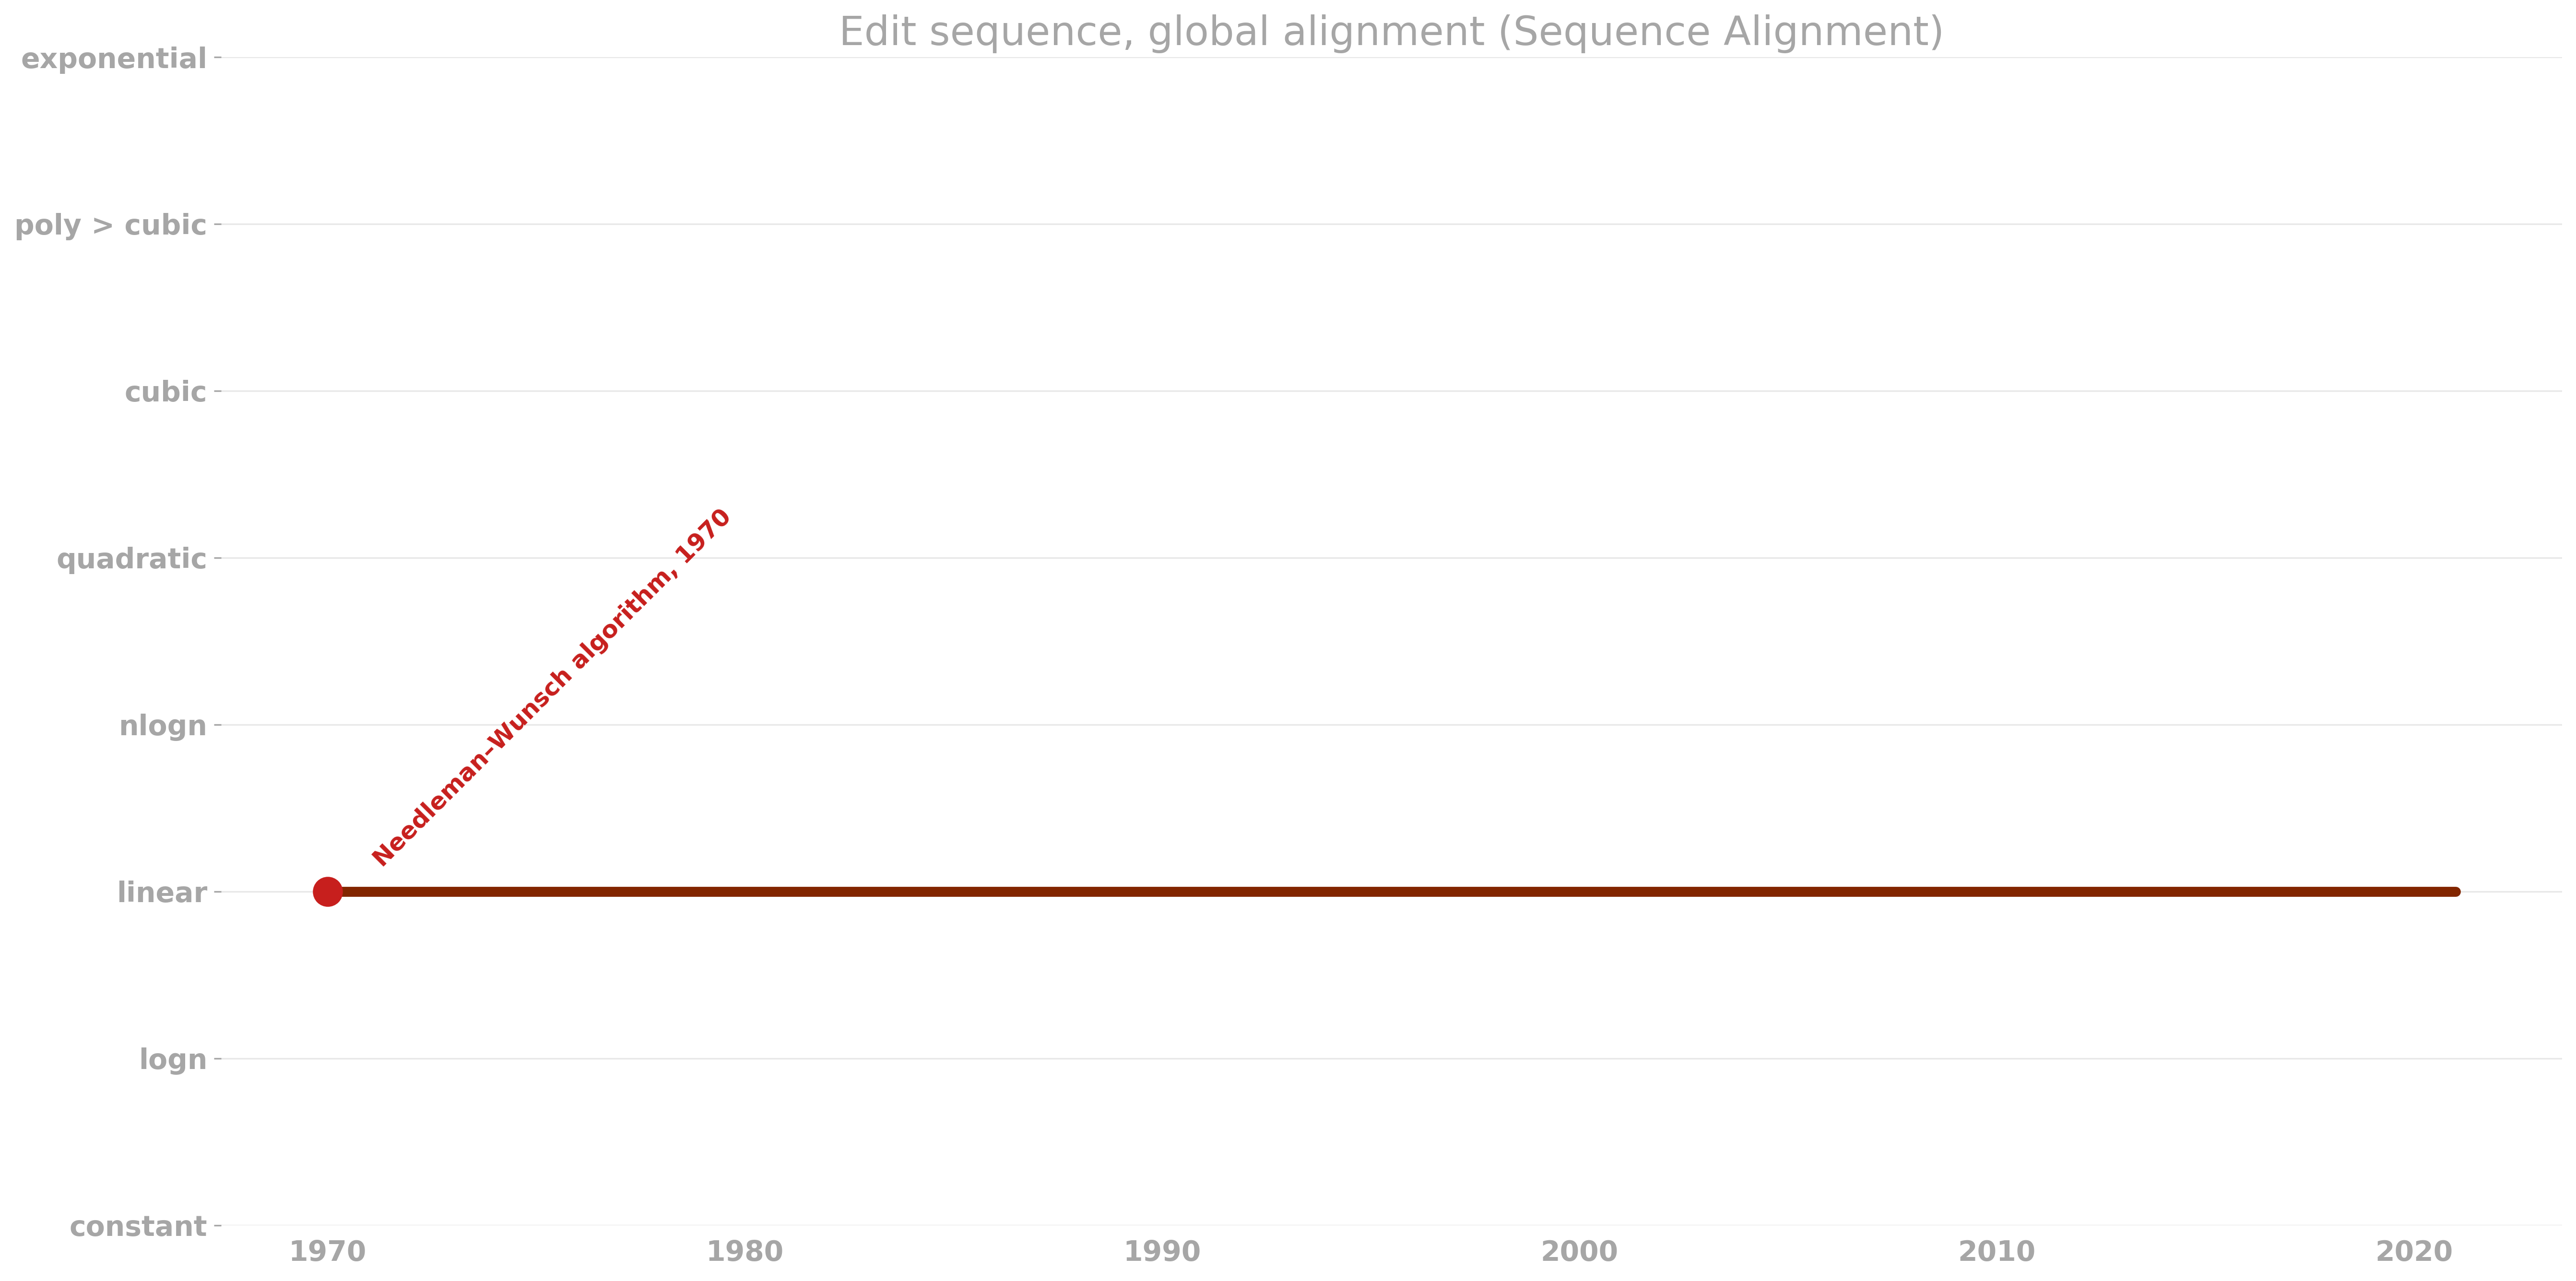 Edit sequence, global alignment (Sequence Alignment)
exponential
poly > cubic
cubic
quadratic
nlogn
linear
logn
constant
Needleman–Wunsch algorithm, 1970
1970 1980 1990 2000 2010 2020